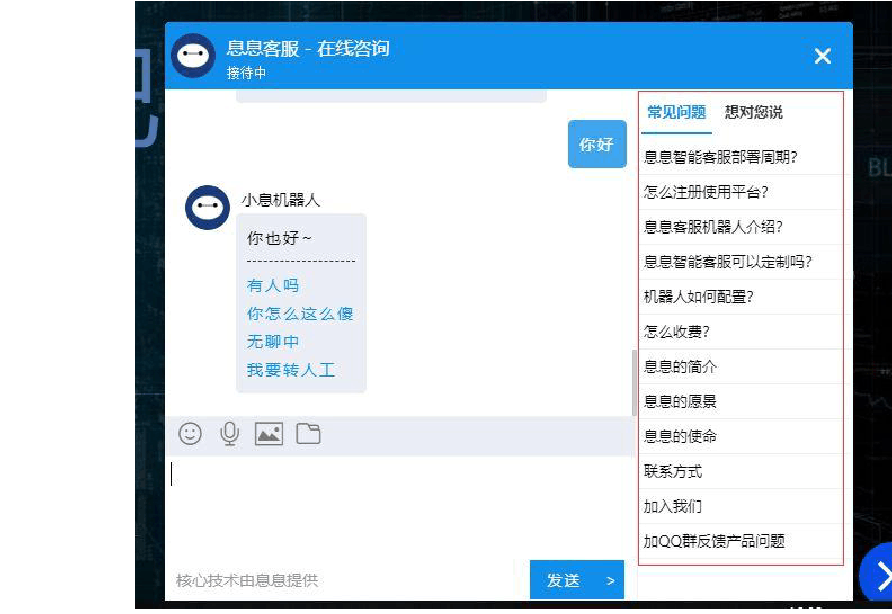 息息客服 - 在线咨询
接待中
你好
小息机器人
你也好~
有人吗
你怎么这么傻
无聊中
我要转人工
核心技术由息息提供
发送 >
常见问题 想对您说
息息智能客服部署周期?
怎么注册使用平台?
息息客服机器人介绍?
息息智能客服可以定制吗?
机器人如何配置?
怎么收费?
息息的简介
息息的愿景
息息的使命
联系方式
加入我们
加QQ群反馈产品问题